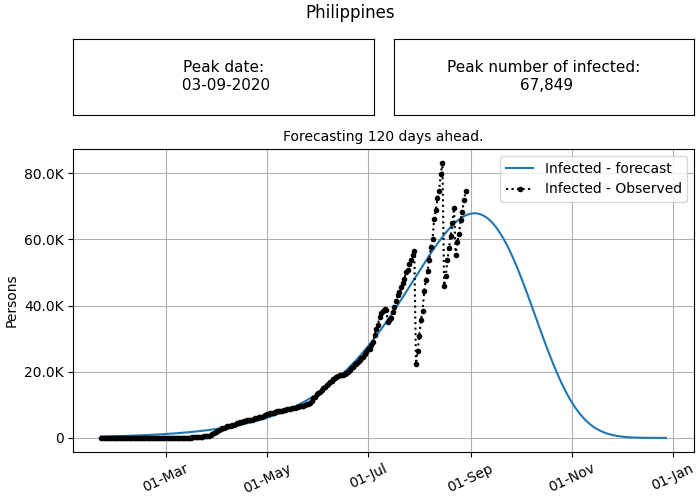 Philippines
Peak date:
03-09-2020
Peak number of infected:
67,849
Forecasting 120 days ahead.
Infected - forecast
Infected - Observed
80.0K
60.0K
40.0K
20.0K
0
Persons
01-Mar
01-May
01-Jul
01-Sep
01-Nov
01-Jan